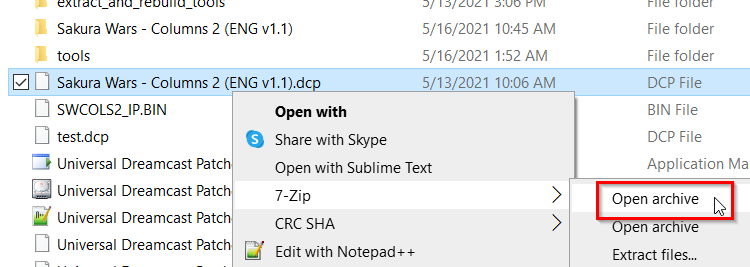 extract_and_rebuild_tools 5/13/2021 3:06 PM File folder
Sakura Wars - Columns 2 (ENG v1.1) 5/16/2021 10:45 AM File folder
tools 5/16/2021 1:52 AM File folder
Sakura Wars - Columns 2 (ENG v1.1).dcp 5/13/2021 10:06 AM DCP File
SWCOLS2_IP.BIN BIN File
test.dcp DCP File
Universal Dreamcast Patche Application Ma
Universal Dreamcast Patche
Universal Dreamcast Patche
Universal Dreamcast Patche
Open with
Share with Skype
Open with Sublime Text
7-Zip
CRC SHA
Edit with Notepad++
Open archive
Open archive
Extract files...